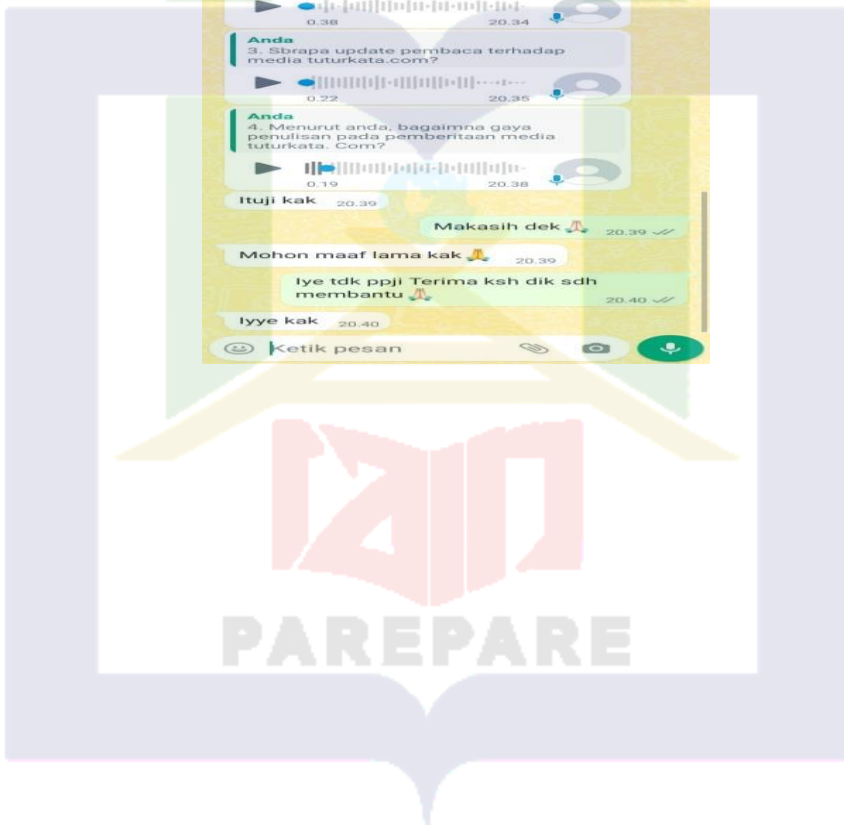 0.38 20.34
Anda
3. Sbrapa update pembaca terhadap
media tuturkata.com?
0.22 20.35
Anda
4. Menurut anda, bagaimna gaya
penulisan pada pemberitaan media
tuturkata. Com?
0.19 20.38
Ituji kak 20.39
Makasih dek 🙏 20.39
Mohon maaf lama kak 🙏 20.39
Iye tdk ppji Terima ksh dik sdh
membantu 🙏 20.40
Iyye kak 20.40
Ketik pesan
iain
PAREPARE